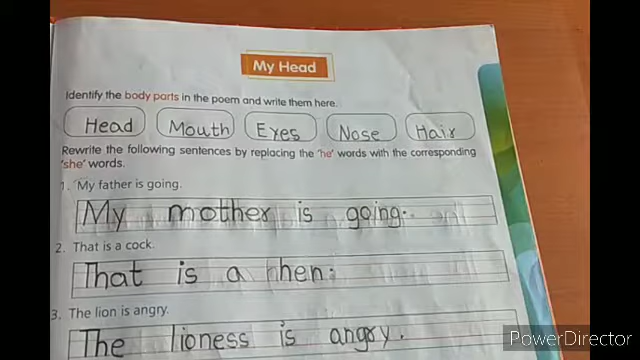 My Head
Identify the body parts in the poem and write them here.
Head Mouth Eyes Nose Hair
Rewrite the following sentences by replacing the 'he' words with the corresponding
'she' words.
1. My father is going.
My mother is going.
2. That is a cock.
That is a hen.
3. The lion is angry.
The lioness is angry.
PowerDirector